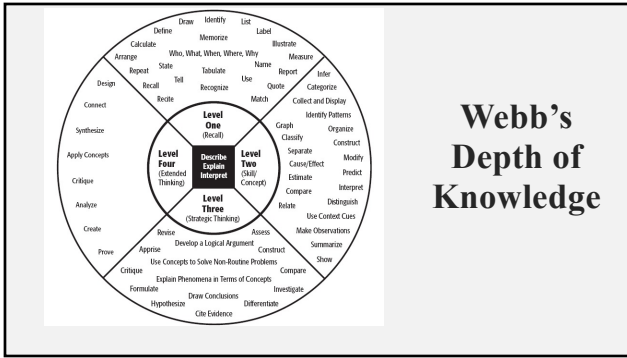 Draw
Identify
List
Define
Label
Memorize
Calculate
Illustrate
Who, What, When, Where, Why
Arrange
Measure
State
Name
Repeat
Tabulate
Report
Tell
Use
Recall
Quote
Recognize
Recite
Match
Level
One
(Recall)
Infer
Categorize
Collect and Display
Identify Patterns
Graph
Organize
Classify
Construct
Separate
Modify
Cause/Effect
Predict
Estimate
Interpret
Compare
Distinguish
Relate
Use Context Cues
Make Observations
Summarize
Show
Level
Two
(Skill/
Concept)
Describe
Explain
Interpret
Level
Three
(Strategic Thinking)
Revise
Assess
Develop a Logical Argument
Apprise
Construct
Use Concepts to Solve Non-Routine Problems
Critique
Compare
Explain Phenomena in Terms of Concepts
Formulate
Investigate
Draw Conclusions
Hypothesize
Differentiate
Cite Evidence
Level
Four
(Extended
Thinking)
Design
Connect
Synthesize
Apply Concepts
Critique
Analyze
Create
Prove
Webb's
Depth of
Knowledge